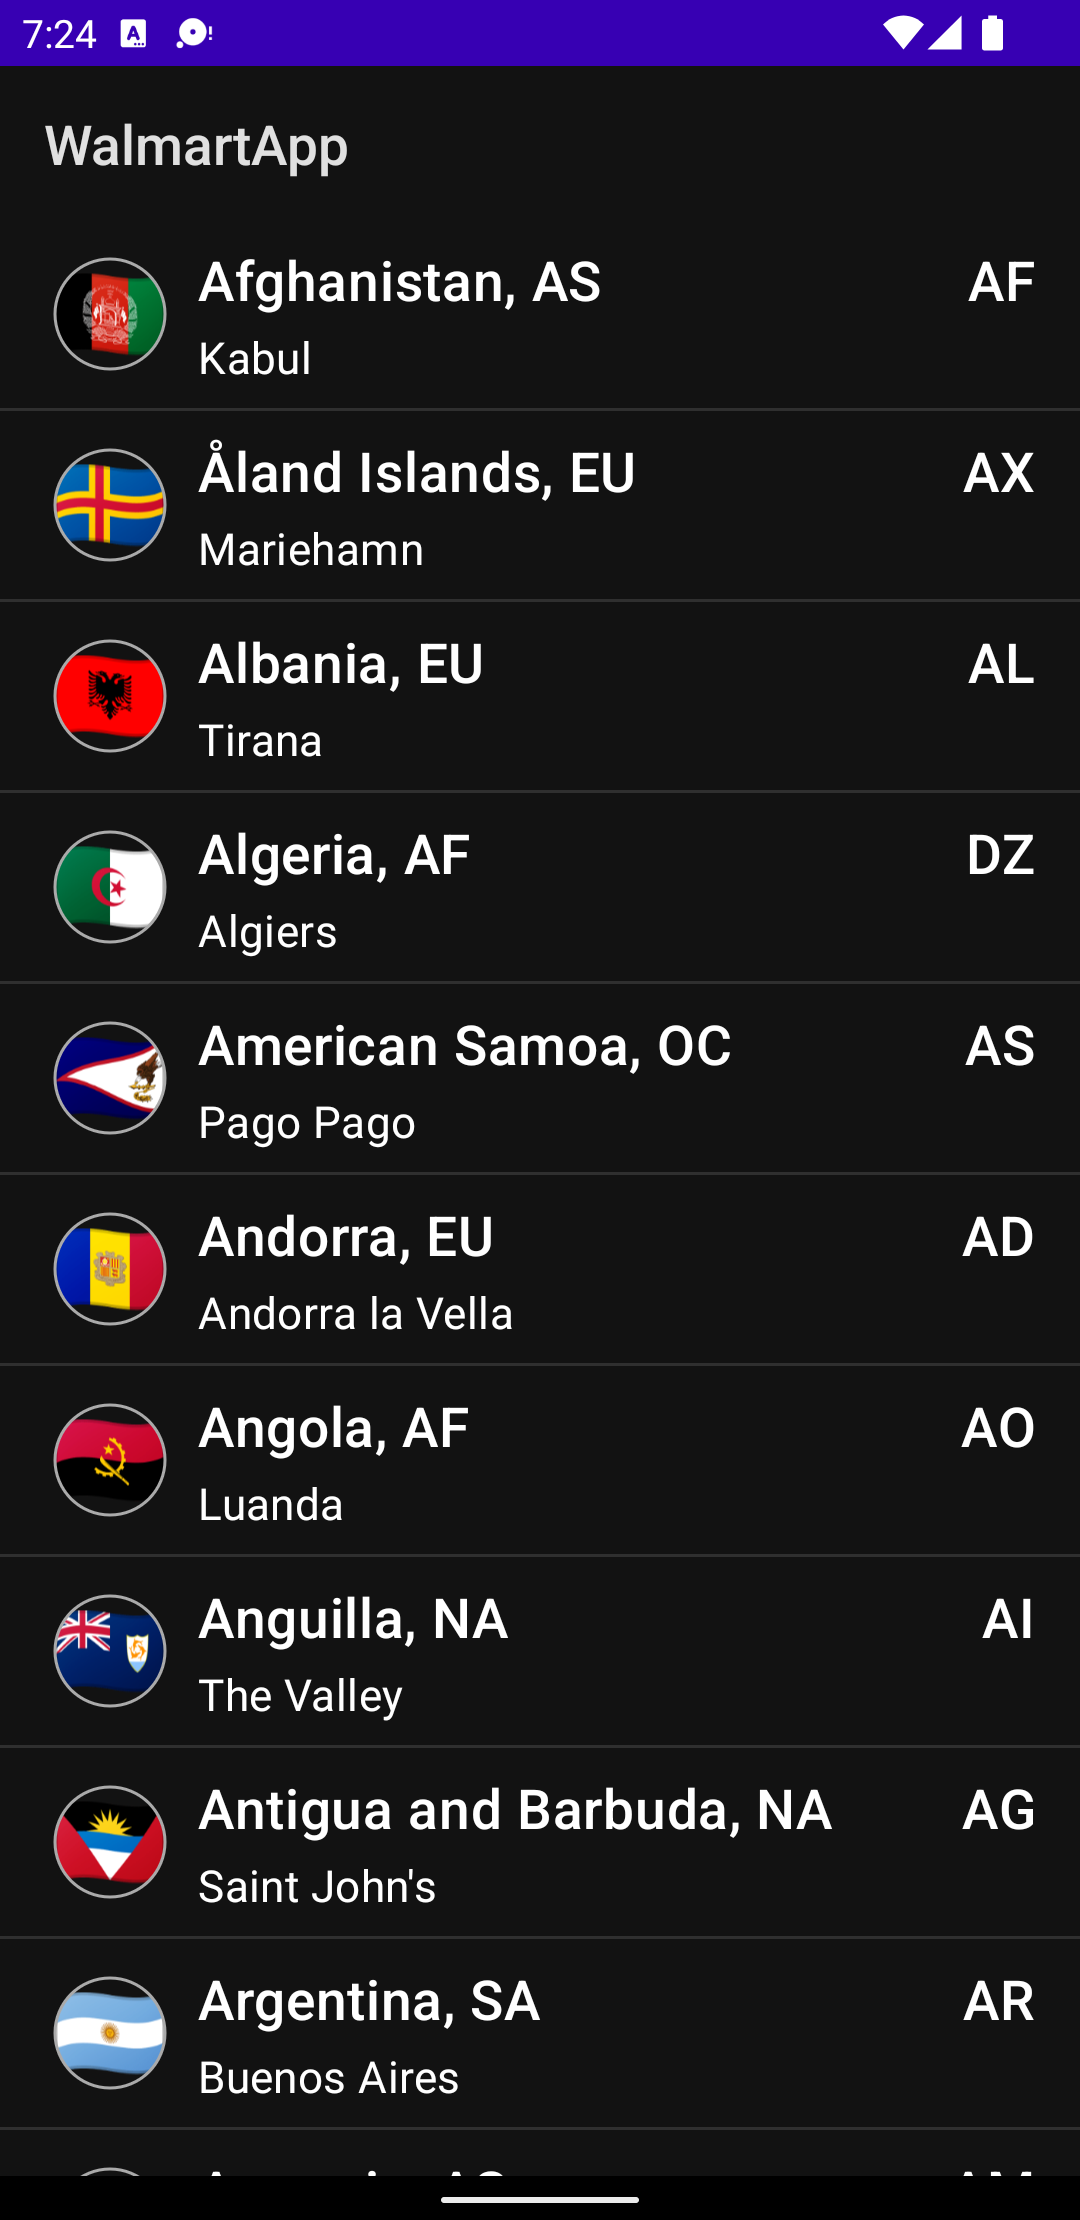 7:24
WalmartApp
Afghanistan, AS AF
Kabul
Åland Islands, EU AX
Mariehamn
Albania, EU AL
Tirana
Algeria, AF DZ
Algiers
American Samoa, OC AS
Pago Pago
Andorra, EU AD
Andorra la Vella
Angola, AF AO
Luanda
Anguilla, NA AI
The Valley
Antigua and Barbuda, NA AG
Saint John's
Argentina, SA AR
Buenos Aires